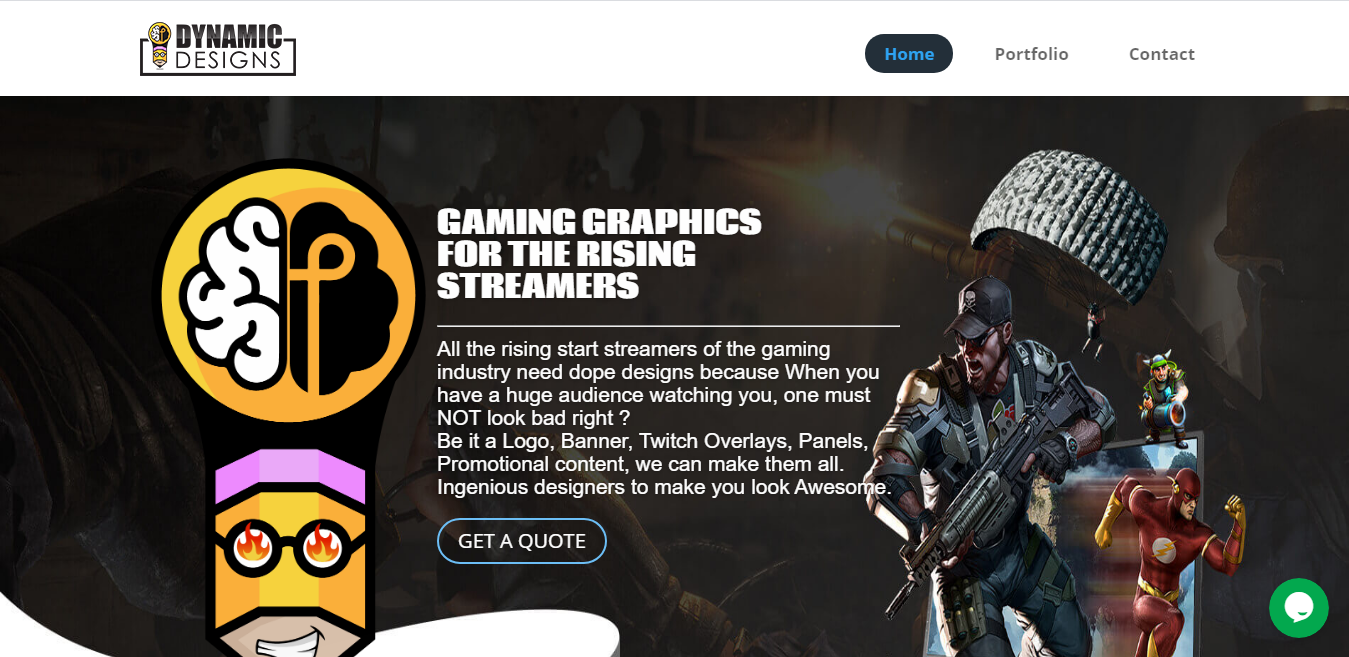 DYNAMIC
DESIGNS
Home
Portfolio
Contact
GAMING GRAPHICS
FOR THE RISING
STREAMERS
All the rising start streamers of the gaming
industry need dope designs because When you
have a huge audience watching you, one must
NOT look bad right ?
Be it a Logo, Banner, Twitch Overlays, Panels,
Promotional content, we can make them all.
Ingenious designers to make you look Awesome.
GET A QUOTE